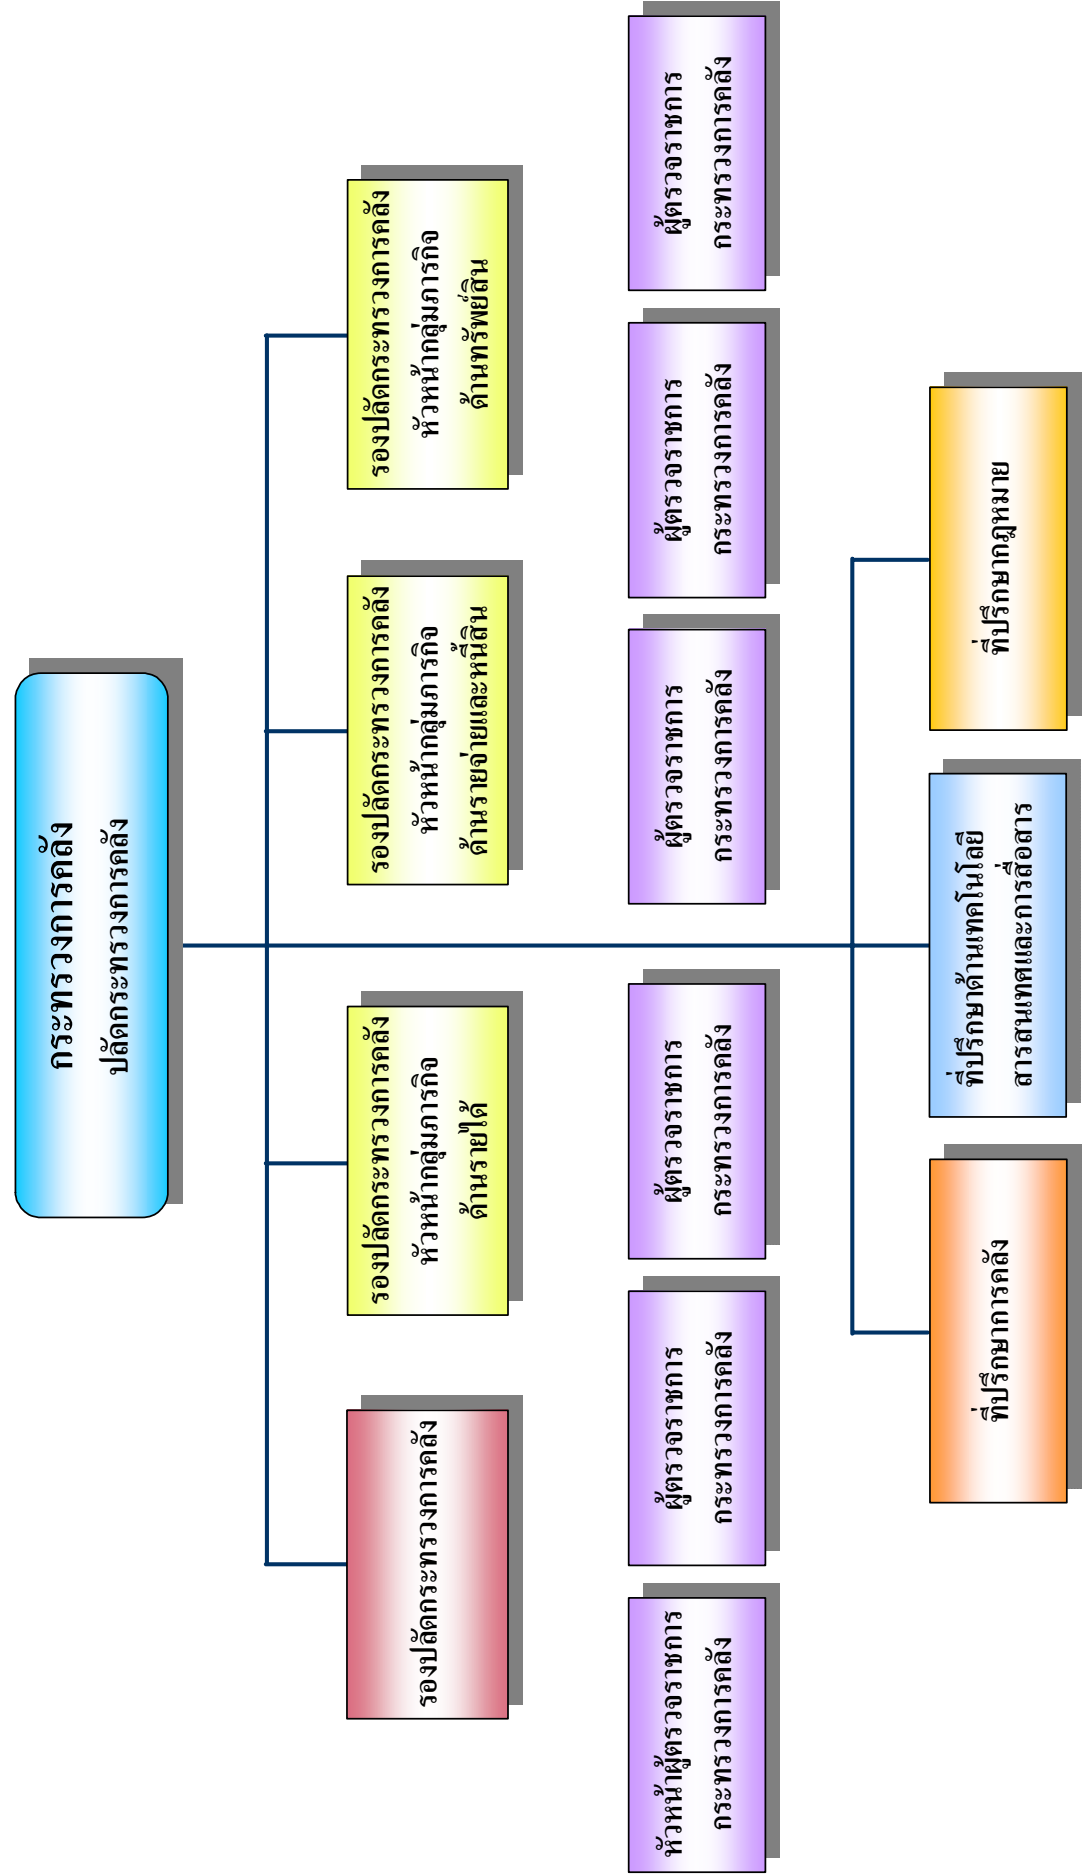 กระทรวงการคลัง
ปลัดกระทรวงการคลัง
รองปลัดกระทรวงการคลัง
รองปลัดกระทรวงการคลัง
หัวหน้ากลุ่มภารกิจ
ด้านรายได้
รองปลัดกระทรวงการคลัง
หัวหน้ากลุ่มภารกิจ
ด้านรายจ่ายและหนี้สิน
รองปลัดกระทรวงการคลัง
หัวหน้ากลุ่มภารกิจ
ด้านทรัพย์สิน
หัวหน้าผู้ตรวจราชการ
กระทรวงการคลัง
ผู้ตรวจราชการ
กระทรวงการคลัง
ผู้ตรวจราชการ
กระทรวงการคลัง
ผู้ตรวจราชการ
กระทรวงการคลัง
ผู้ตรวจราชการ
กระทรวงการคลัง
ผู้ตรวจราชการ
กระทรวงการคลัง
ที่ปรึกษาการคลัง
ที่ปรึกษาด้านเทคโนโลยี
สารสนเทศและการสื่อสาร
ที่ปรึกษากฎหมาย